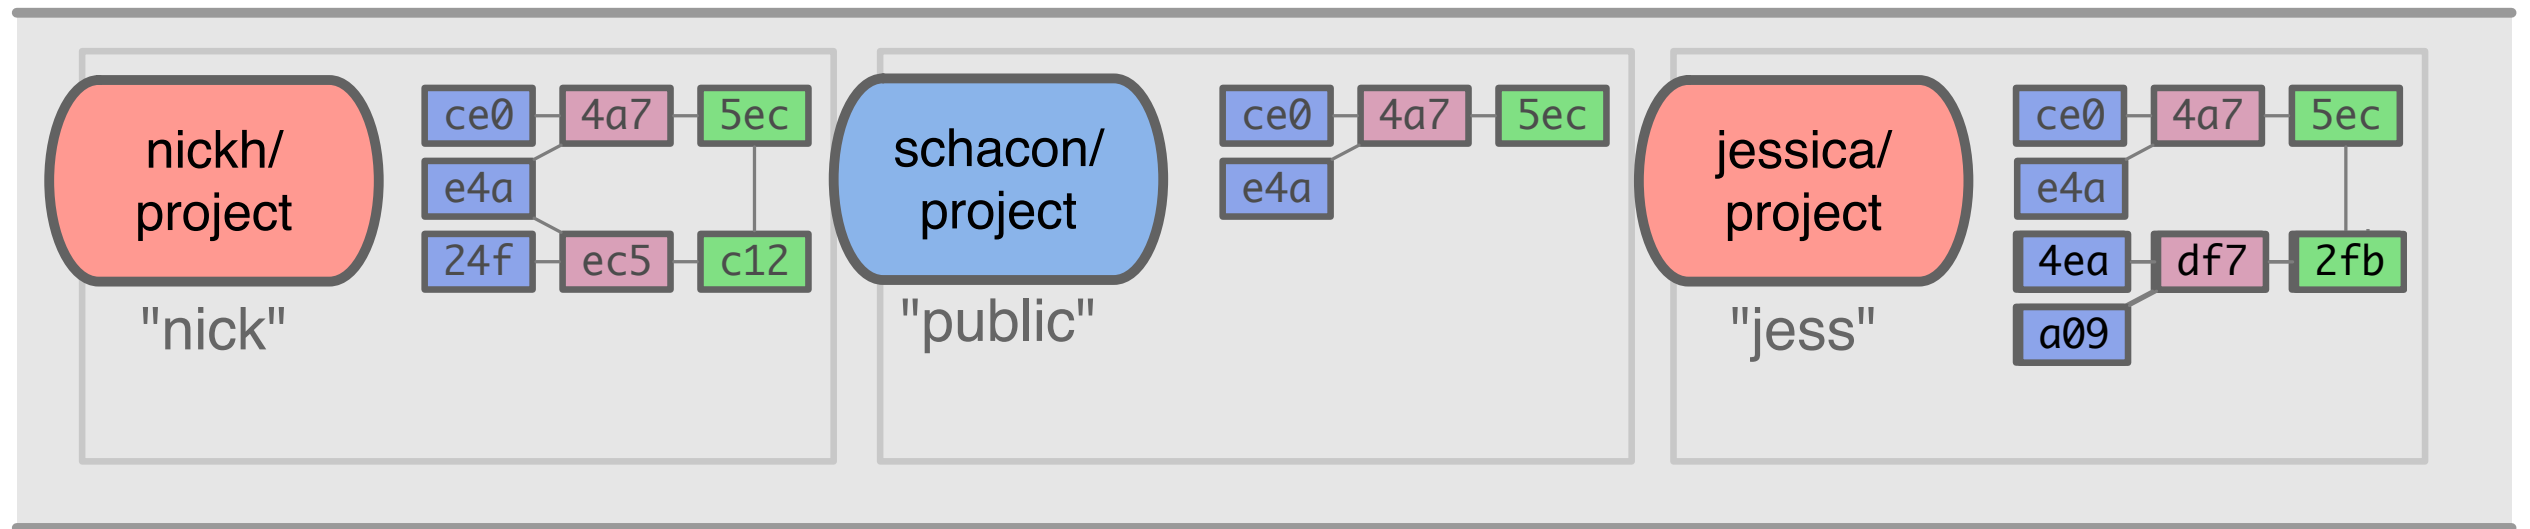 nickh/
project
"nick"
ce0 4a7 5ec
e4a
24f ec5 c12
schacon/
project
"public"
ce0 4a7 5ec
e4a
jessica/
project
"jess"
ce0 4a7 5ec
e4a
4ea df7 2fb
a09